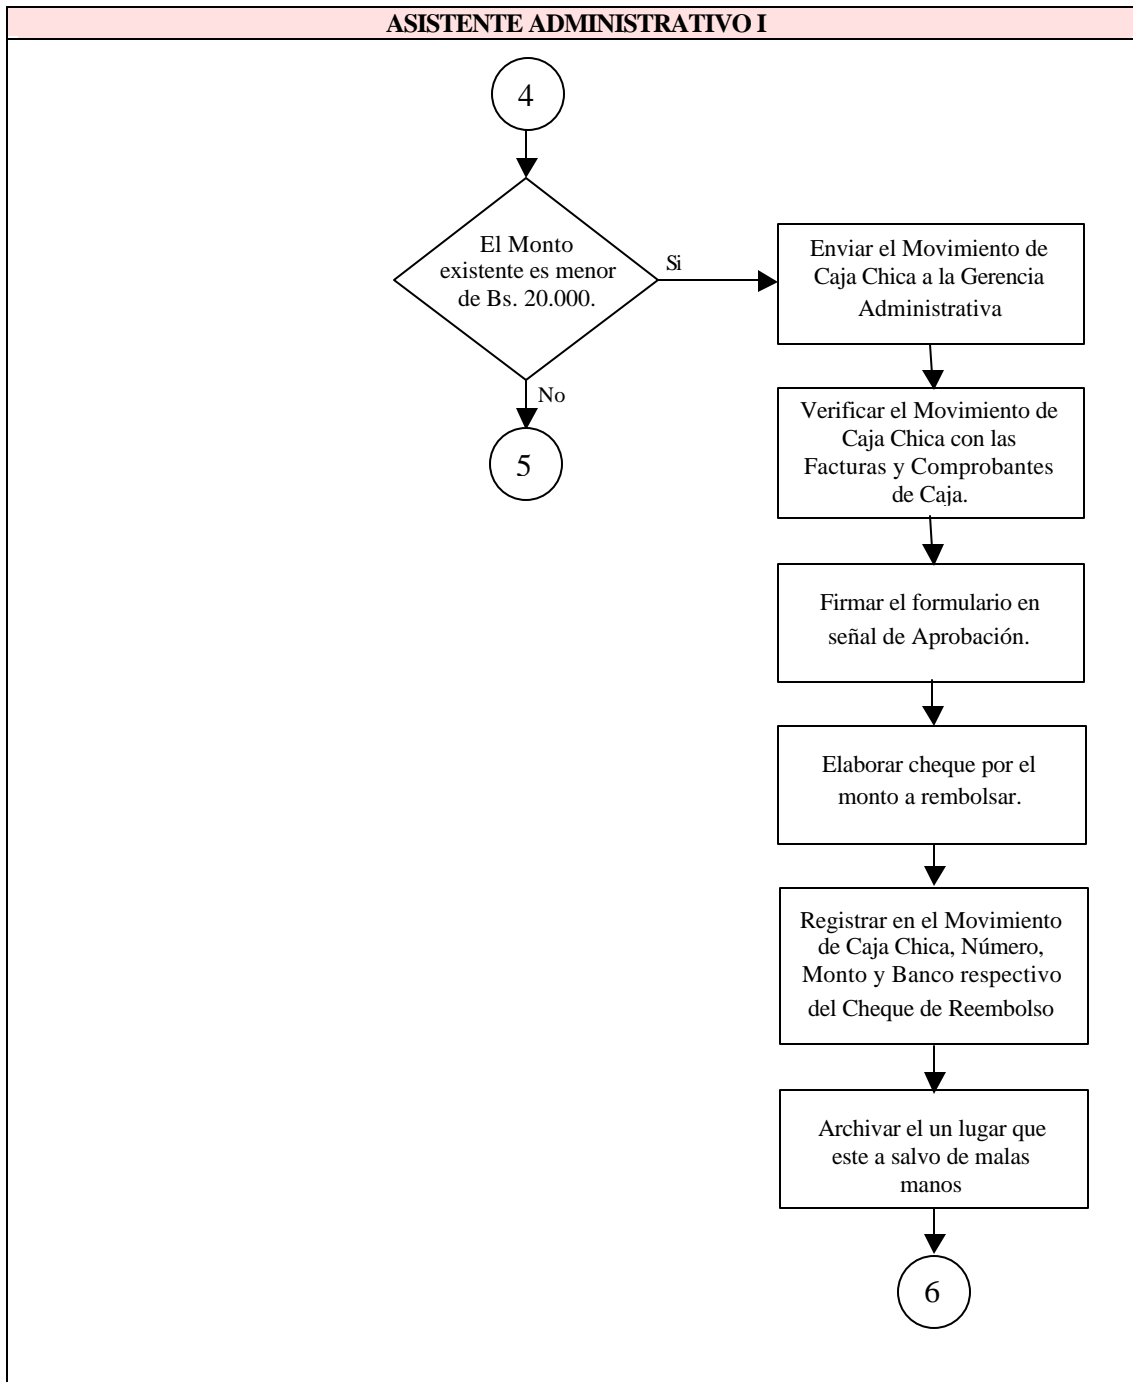 ASISTENTE ADMINISTRATIVO I
4
El Monto
existente es menor
de Bs. 20.000.
Si
No
5
Enviar el Movimiento de
Caja Chica a la Gerencia
Administrativa
Verificar el Movimiento de
Caja Chica con las
Facturas y Comprobantes
de Caja.
Firmar el formulario en
señal de Aprobación.
Elaborar cheque por el
monto a rembolsar.
Registrar en el Movimiento
de Caja Chica, Número,
Monto y Banco respectivo
del Cheque de Reembolso
Archivar el un lugar que
este a salvo de malas
manos
6